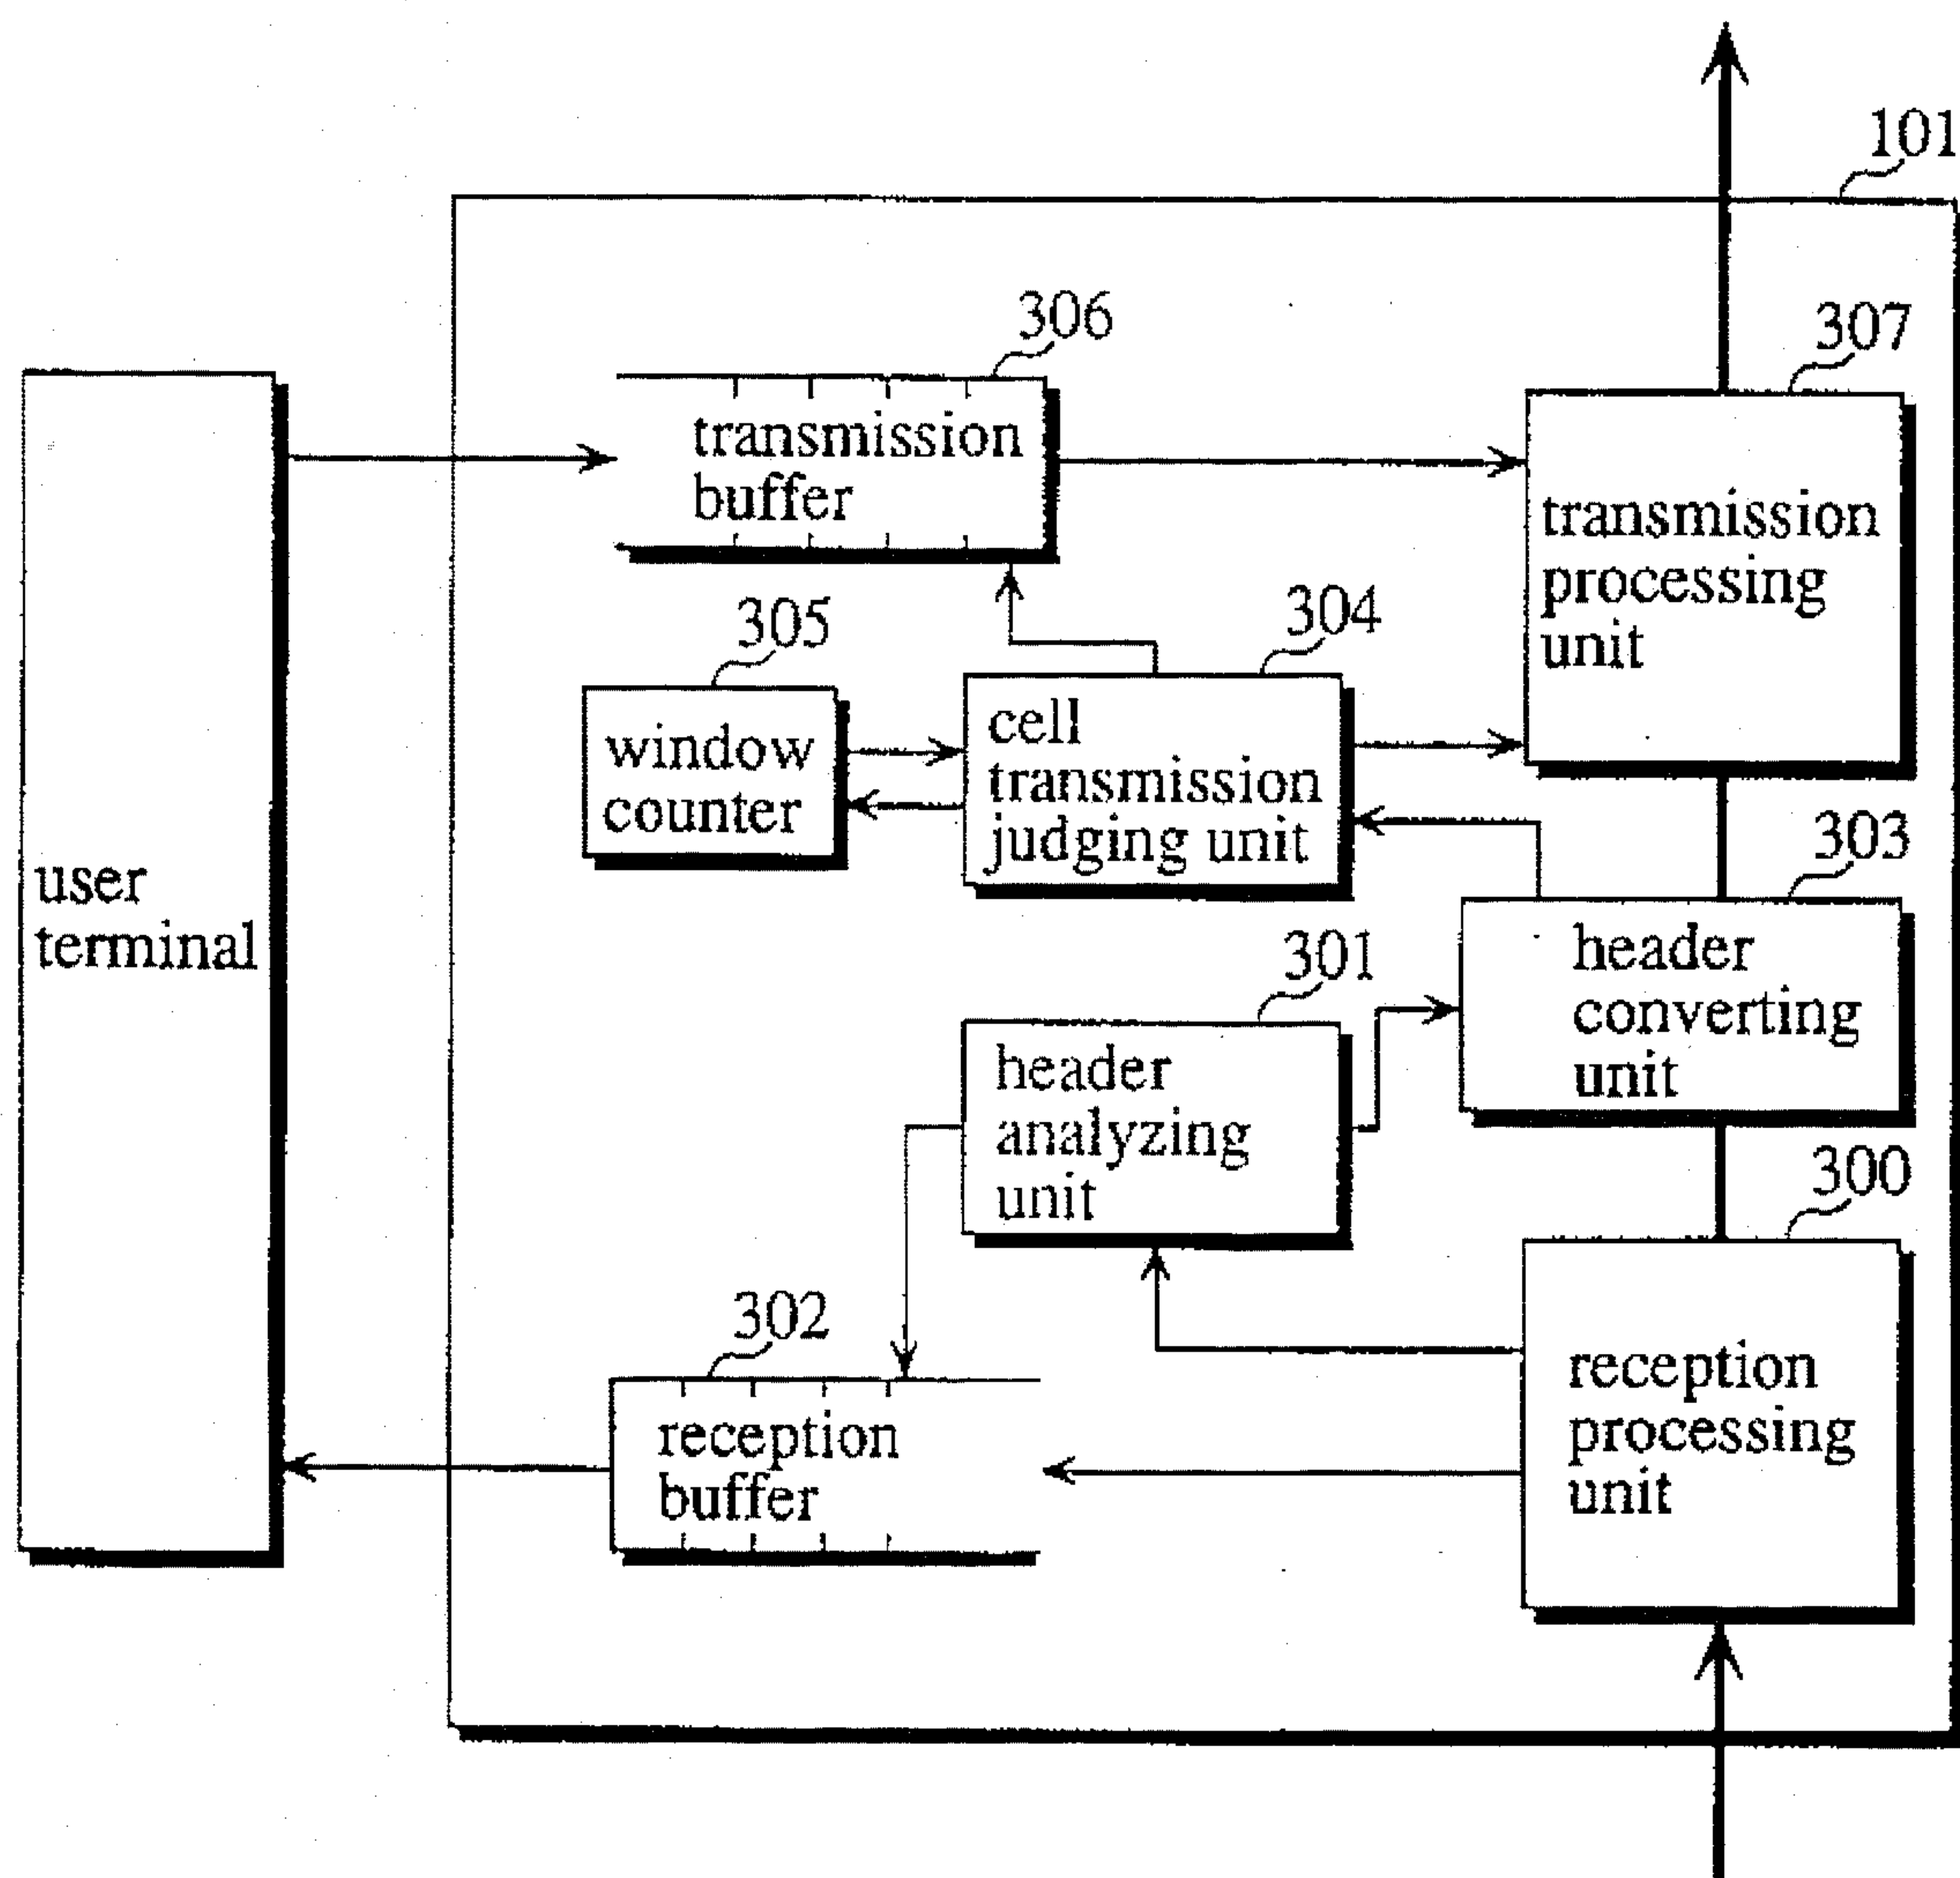 101
306
307
transmission
buffer
transmission
processing
unit
305
304
window
counter
cell
transmission
judging unit
303
user
terminal
header
converting
unit
301
header
analyzing
unit
300
302
reception
buffer
reception
processing
unit